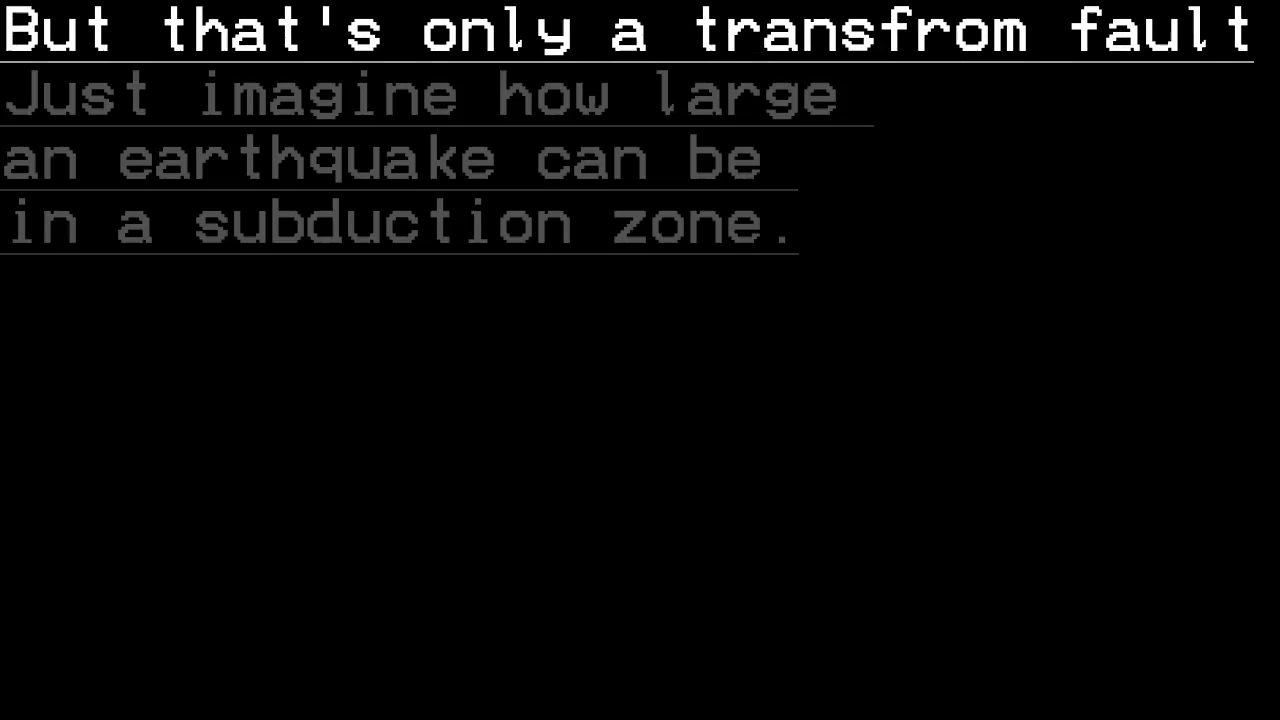 But that's only a transfrom fault
Just imagine how large
an earthquake can be
in a subduction zone.